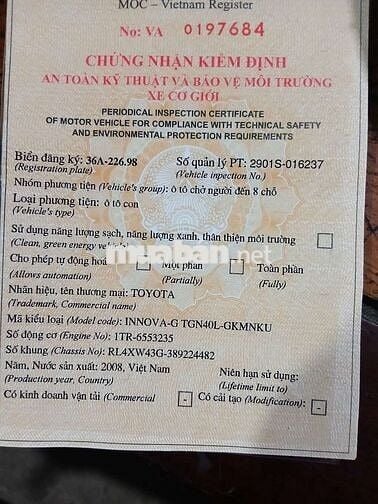 MOC – Vietnam Register
No: VA 0197684
CHỨNG NHẬN KIỂM ĐỊNH
AN TOÀN KỸ THUẬT VÀ BẢO VỆ MÔI TRƯỜNG
XE CƠ GIỚI
PERIODICAL INSPECTION CERTIFICATE
OF MOTOR VEHICLE FOR COMPLIANCE WITH TECHNICAL SAFETY
AND ENVIRONMENTAL PROTECTION REQUIREMENTS
Biển đăng ký: 36A-226.98 Số quản lý PT: 2901S-016237
(Registration plate) (Vehicle inpection No.)
Nhóm phương tiện (Vehicle's group): ô tô chở người đến 8 chỗ
Loại phương tiện: ô tô con
(Vehicle's type)
Sử dụng năng lượng sạch, năng lượng xanh, thân thiện môi trường
(Clean, green energy vehicle)
muaban.net
Cho phép tự động hoá Một phần Toàn phần
(Allows automation) (Partially) (Fully)
Nhãn hiệu, tên thương mại: TOYOTA
(Trademark, Commercial name)
Mã kiểu loại (Model code): INNOVA-G TGN40L-GKMNKU
Số động cơ (Engine No): 1TR-6553235
Số khung (Chassis No): RL4XW43G-389224482
Năm, Nước sản xuất: 2008, Việt Nam Niên hạn sử dụng:
(Production year, Country) (Lifetime limit to)
Có kinh doanh vận tải (Commercial - Có cải tạo (Modification): -